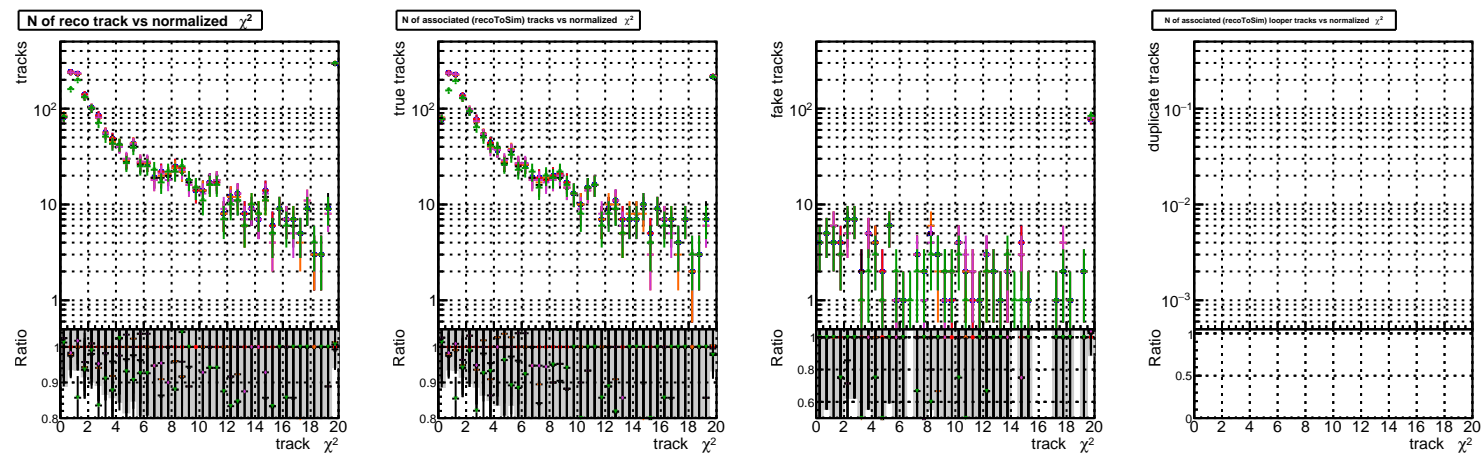 N of reco track vs normalized χ²
tracks
10²
10
1
Ratio
1
0.9
0.8
0 2 4 6 8 10 12 14 16 18 20
track χ²
N of associated (recoToSim) tracks vs normalized χ²
true tracks
10²
10
1
Ratio
1
0.9
0.8
0 2 4 6 8 10 12 14 16 18 20
track χ²
fake tracks
10²
10
1
Ratio
1
0.8
0.6
0 2 4 6 8 10 12 14 16 18 20
track χ²
N of associated (recoToSim) looper tracks vs normalized χ²
duplicate tracks
10⁻¹
10⁻²
10⁻³
Ratio
1
0.5
0
0 2 4 6 8 10 12 14 16 18 20
track χ²